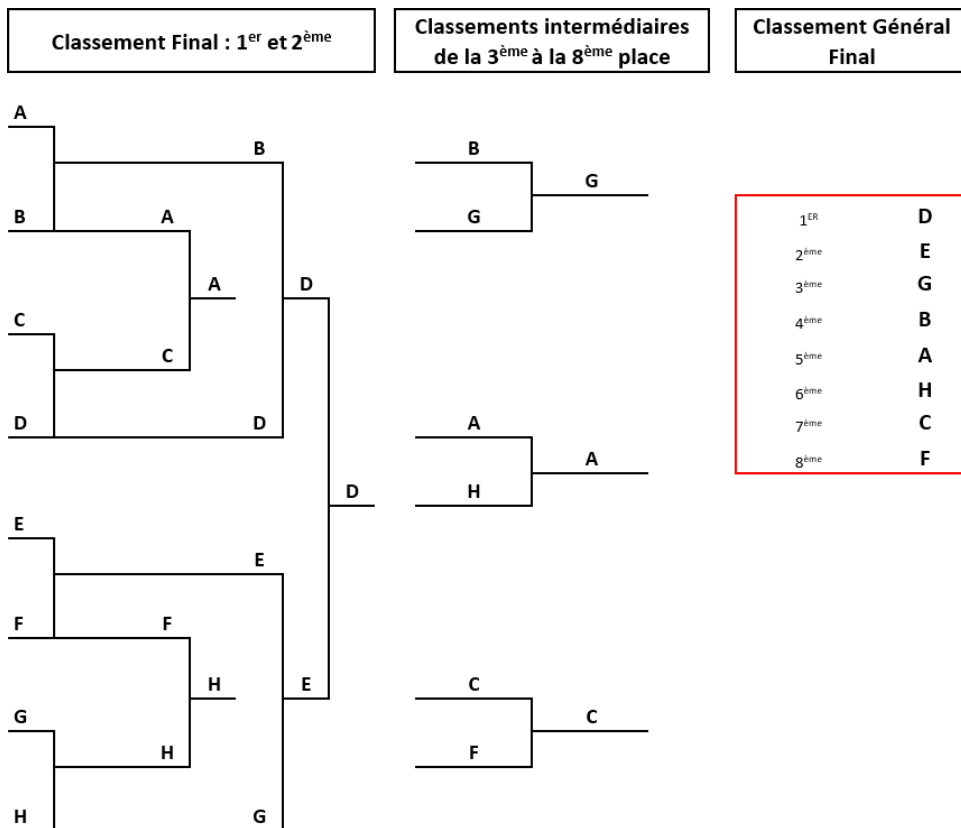 Classement Final : 1er et 2ème
Classements intermédiaires
de la 3ème à la 8ème place
Classement Général
Final
A
B
B
G
B
A
G
1ER D
2ème E
A
D
3ème G
C
4ème B
C
5ème A
6ème H
D
D
A
7ème C
A
8ème F
H
D
E
E
F
F
H
E
C
G
C
H
F
H
G